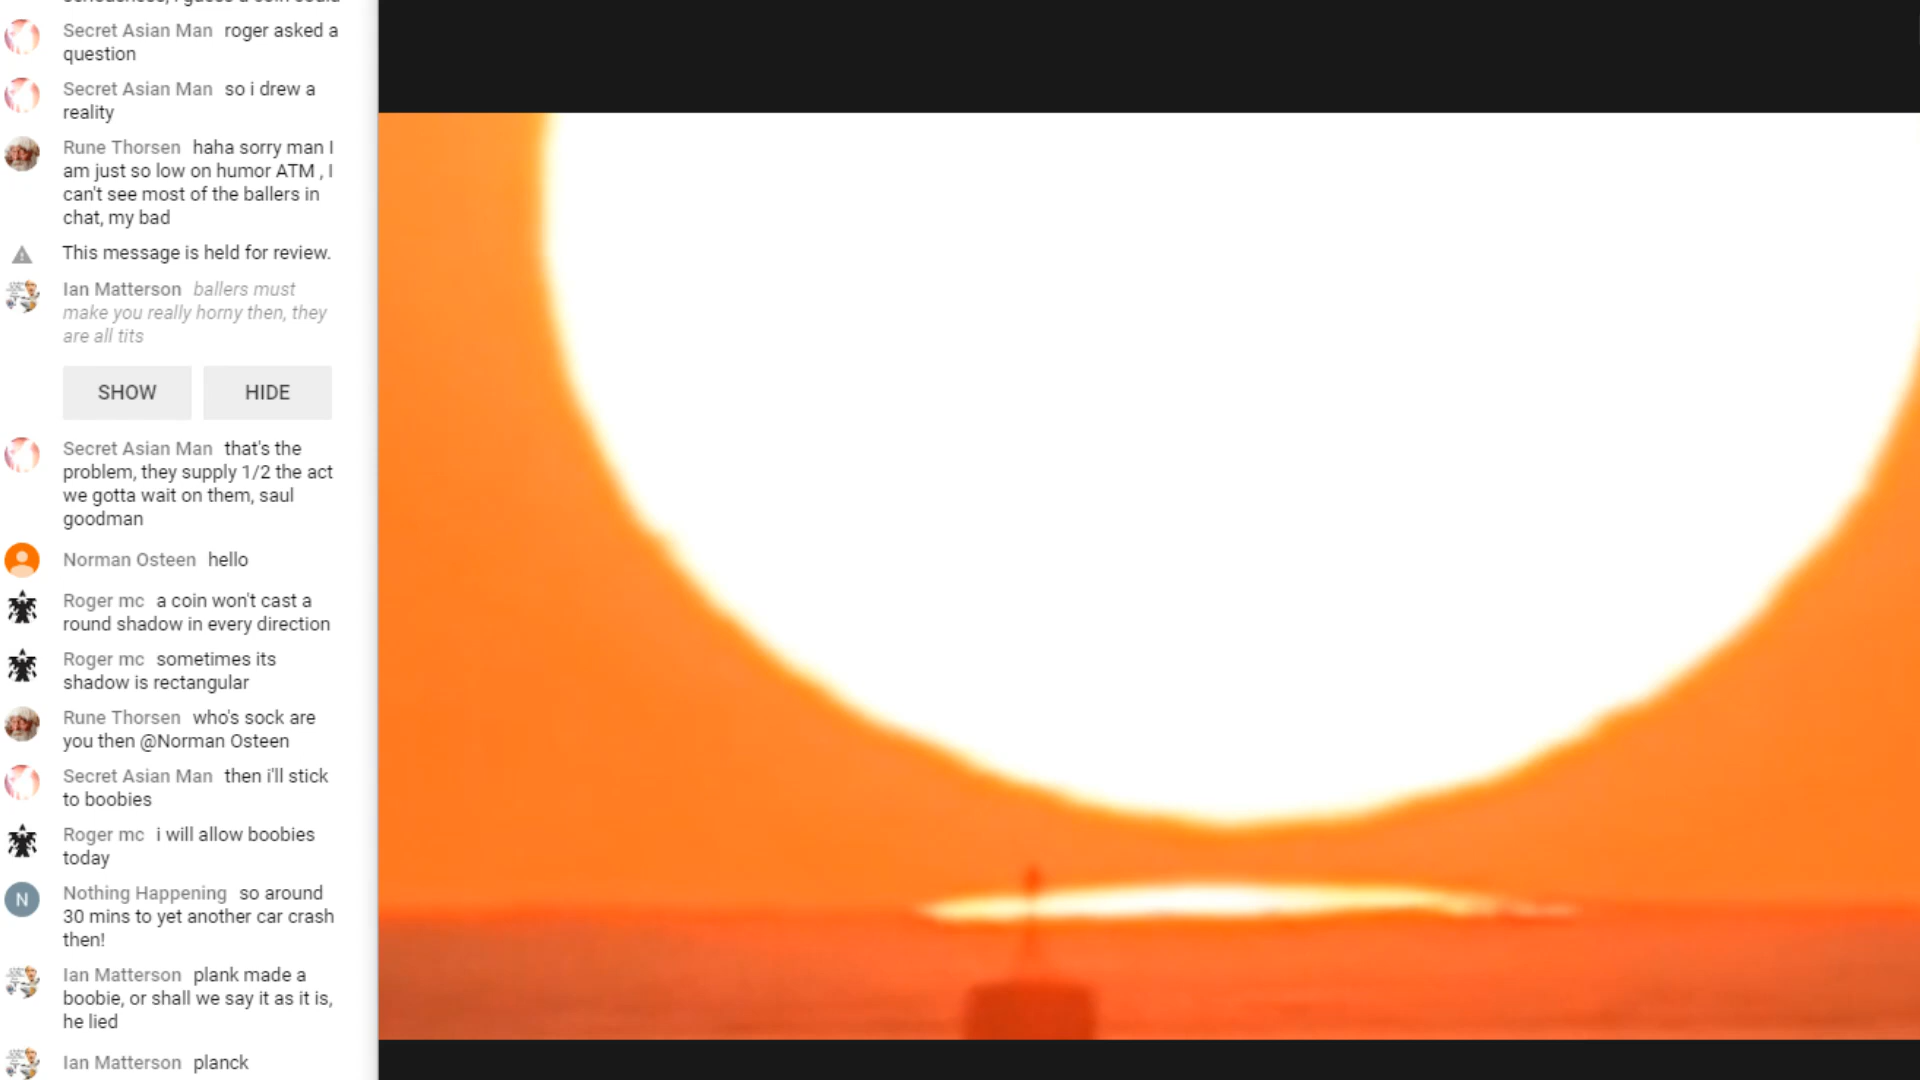 Secret Asian Man roger asked a
question
Secret Asian Man so i drew a
reality
Rune Thorsen haha sorry man I
am just so low on humor ATM , I
can't see most of the ballers in
chat, my bad
This message is held for review.
Ian Matterson ballers must
make you really horny then, they
are all tits
SHOW HIDE
Secret Asian Man that's the
problem, they supply 1/2 the act
we gotta wait on them, saul
goodman
Norman Osteen hello
Roger mc a coin won't cast a
round shadow in every direction
Roger mc sometimes its
shadow is rectangular
Rune Thorsen who's sock are
you then @Norman Osteen
Secret Asian Man then i'll stick
to boobies
Roger mc i will allow boobies
today
N Nothing Happening so around
30 mins to yet another car crash
then!
Ian Matterson plank made a
boobie, or shall we say it as it is,
he lied
Ian Matterson planck